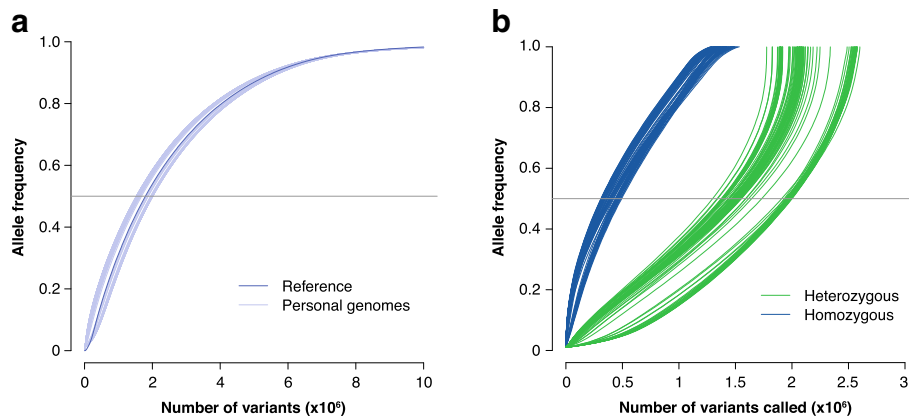 a
1.0
0.8
0.6
0.4
0.2
0
Allele frequency
Reference
Personal genomes
0 2 4 6 8 10
Number of variants (x10⁶)
b
1.0
0.8
0.6
0.4
0.2
0
Allele frequency
Heterozygous
Homozygous
0 0.5 1 1.5 2 2.5 3
Number of variants called (x10⁶)